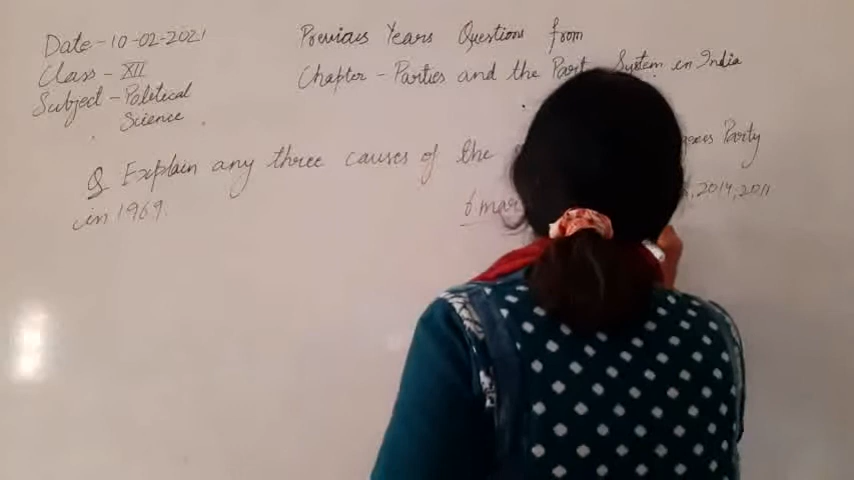 Date-10-02-2021
Class - XII
Subject - Political
Science
Previous Years Questions from
Chapter - Parties and the Party System in India
Q Explain any three causes of the Party
in 1969.
6 2014, 2011